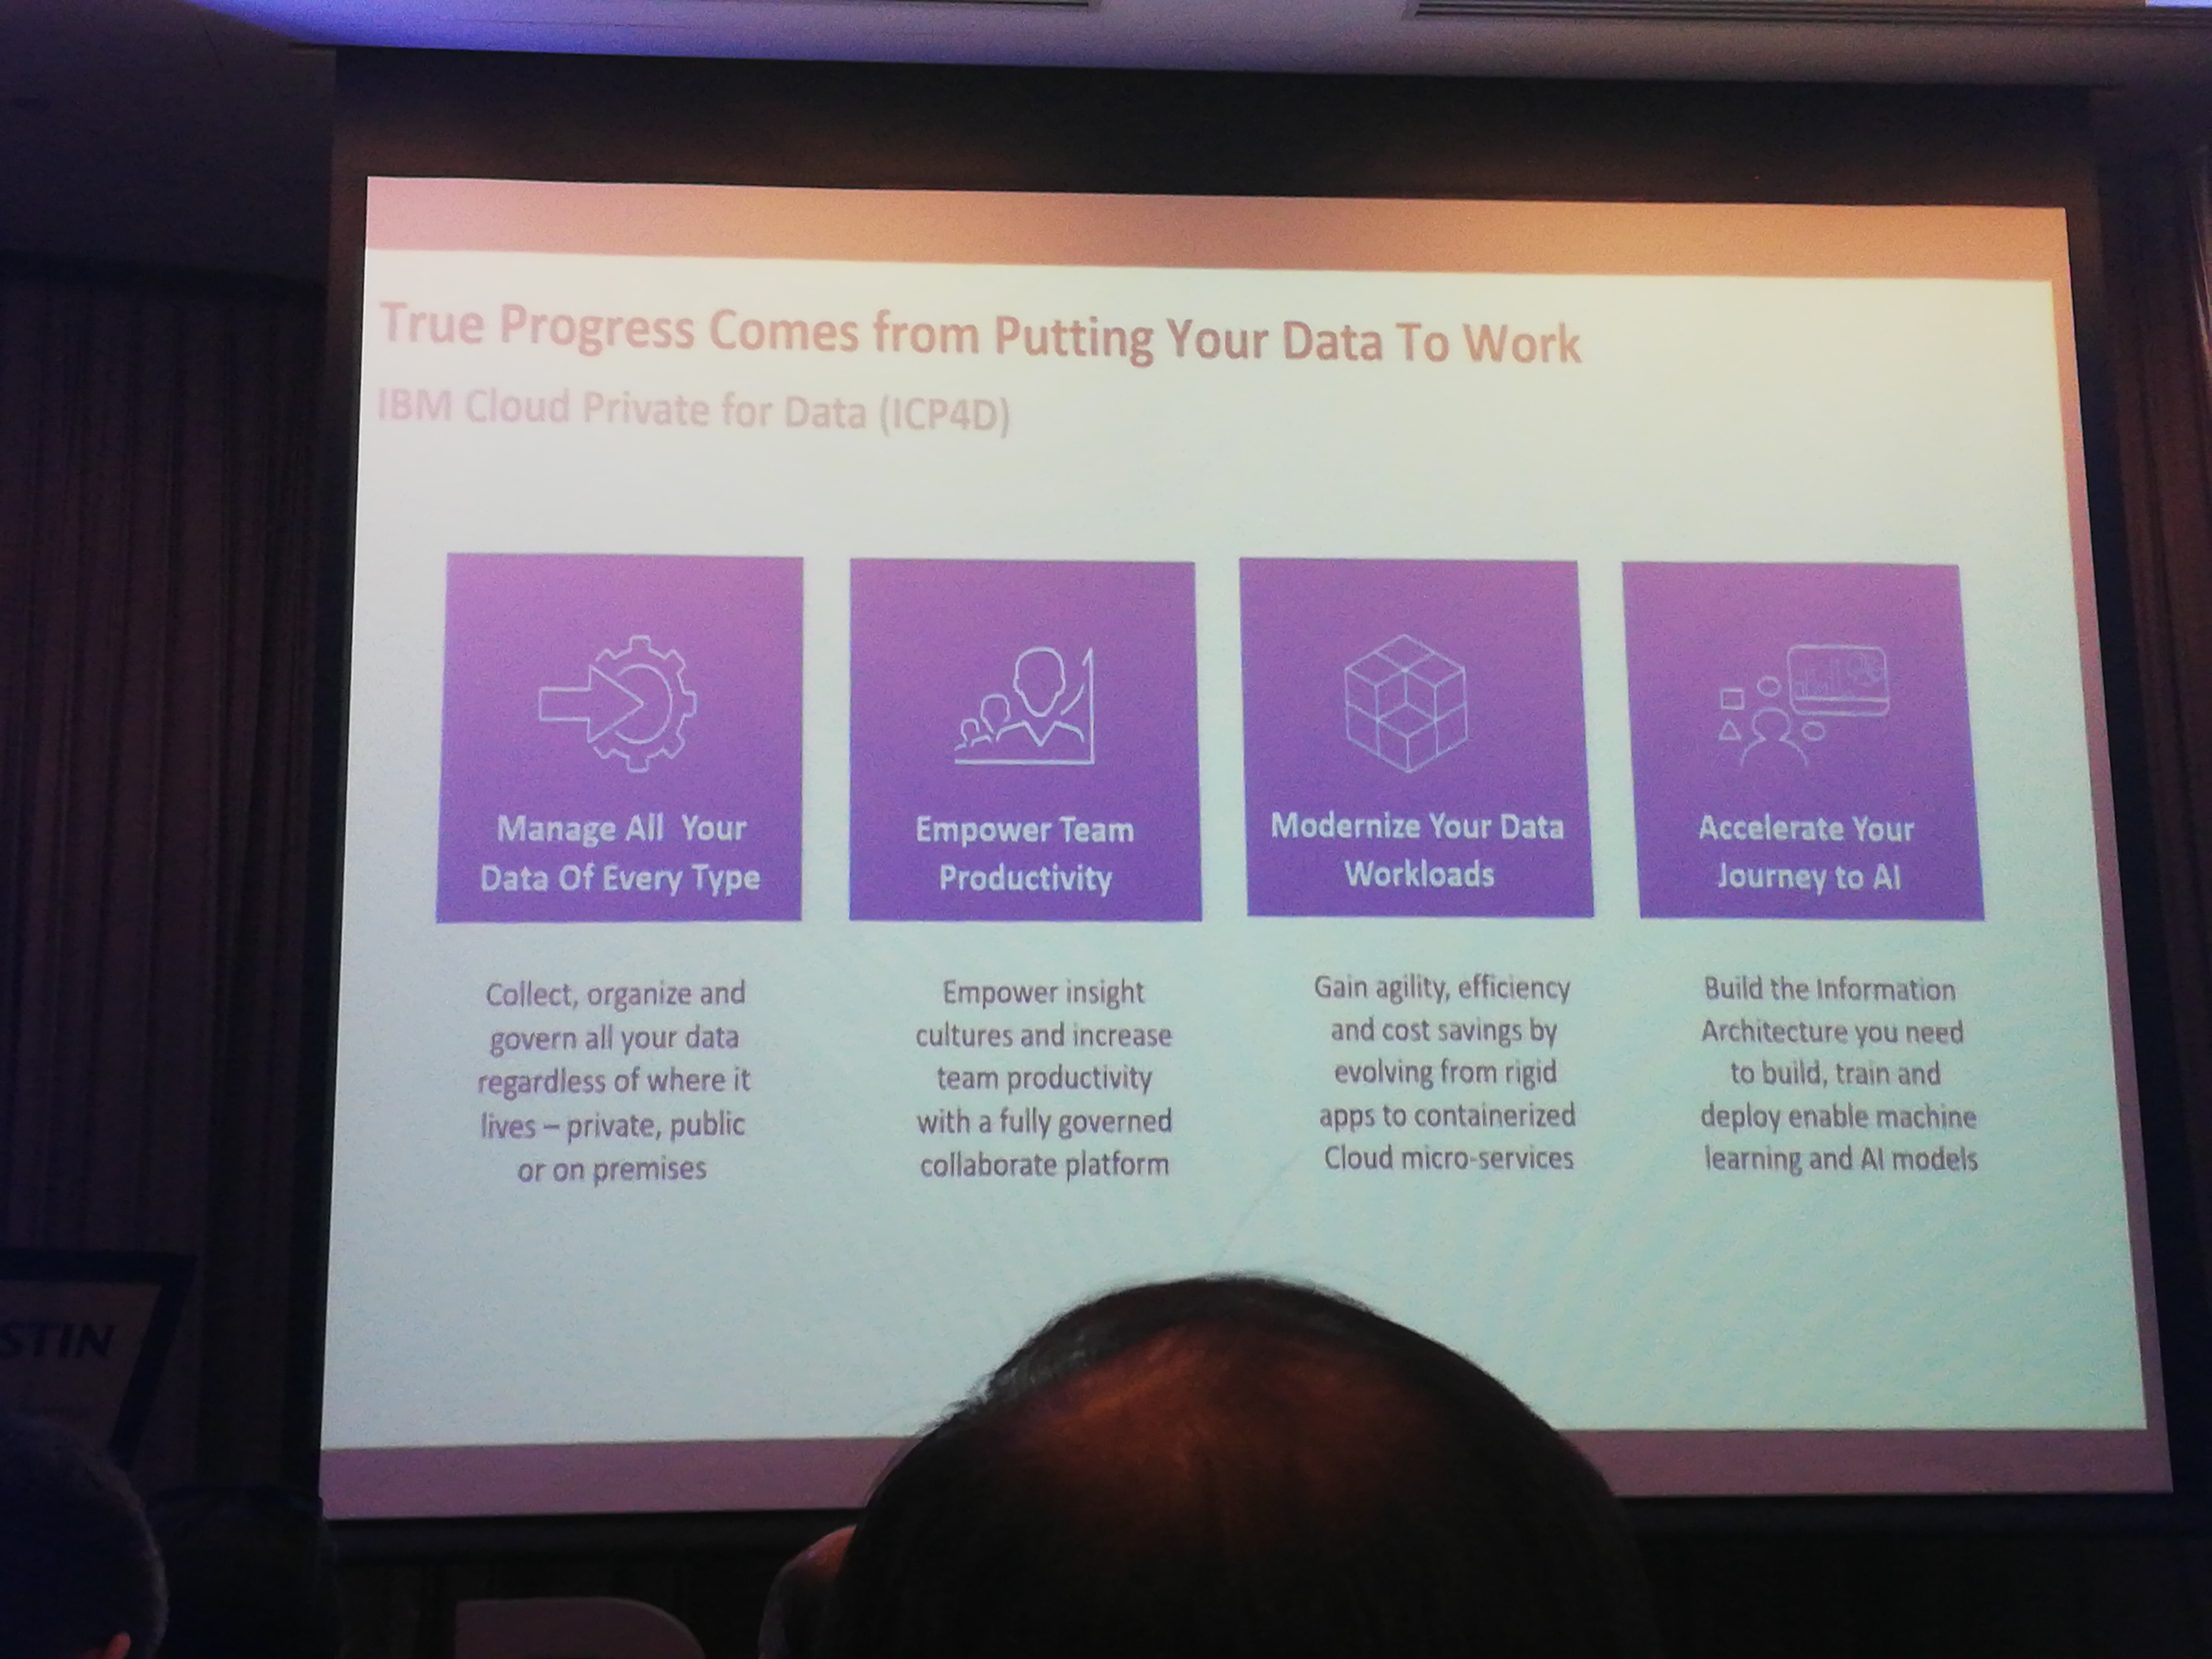 True Progress Comes from Putting Your Data To Work
IBM Cloud Private for Data (ICP4D)
Manage All Your
Data Of Every Type
Collect, organize and
govern all your data
regardless of where it
lives – private, public
or on premises
Empower Team
Productivity
Empower insight
cultures and increase
team productivity
with a fully governed
collaborate platform
Modernize Your Data
Workloads
Gain agility, efficiency
and cost savings by
evolving from rigid
apps to containerized
Cloud micro-services
Accelerate Your
Journey to AI
Build the Information
Architecture you need
to build, train and
deploy enable machine
learning and AI models
STIN